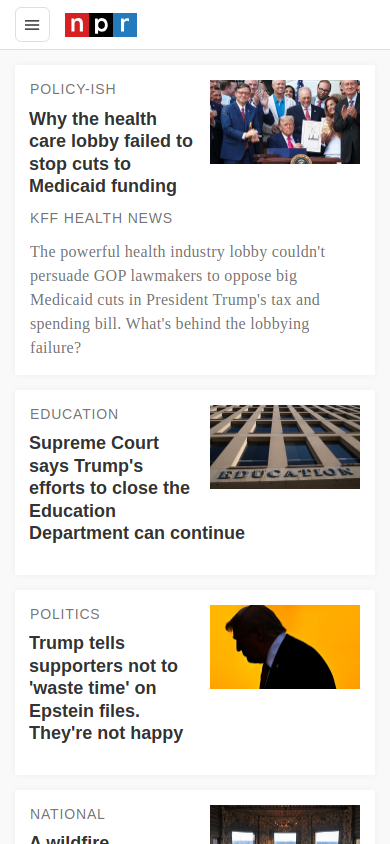 npr
POLICY-ISH
Why the health
care lobby failed to
stop cuts to
Medicaid funding
KFF HEALTH NEWS
The powerful health industry lobby couldn't
persuade GOP lawmakers to oppose big
Medicaid cuts in President Trump's tax and
spending bill. What's behind the lobbying
failure?
EDUCATION
Supreme Court
says Trump's
efforts to close the
Education
Department can continue
EDUCATION
POLITICS
Trump tells
supporters not to
'waste time' on
Epstein files.
They're not happy
NATIONAL
A wildfire